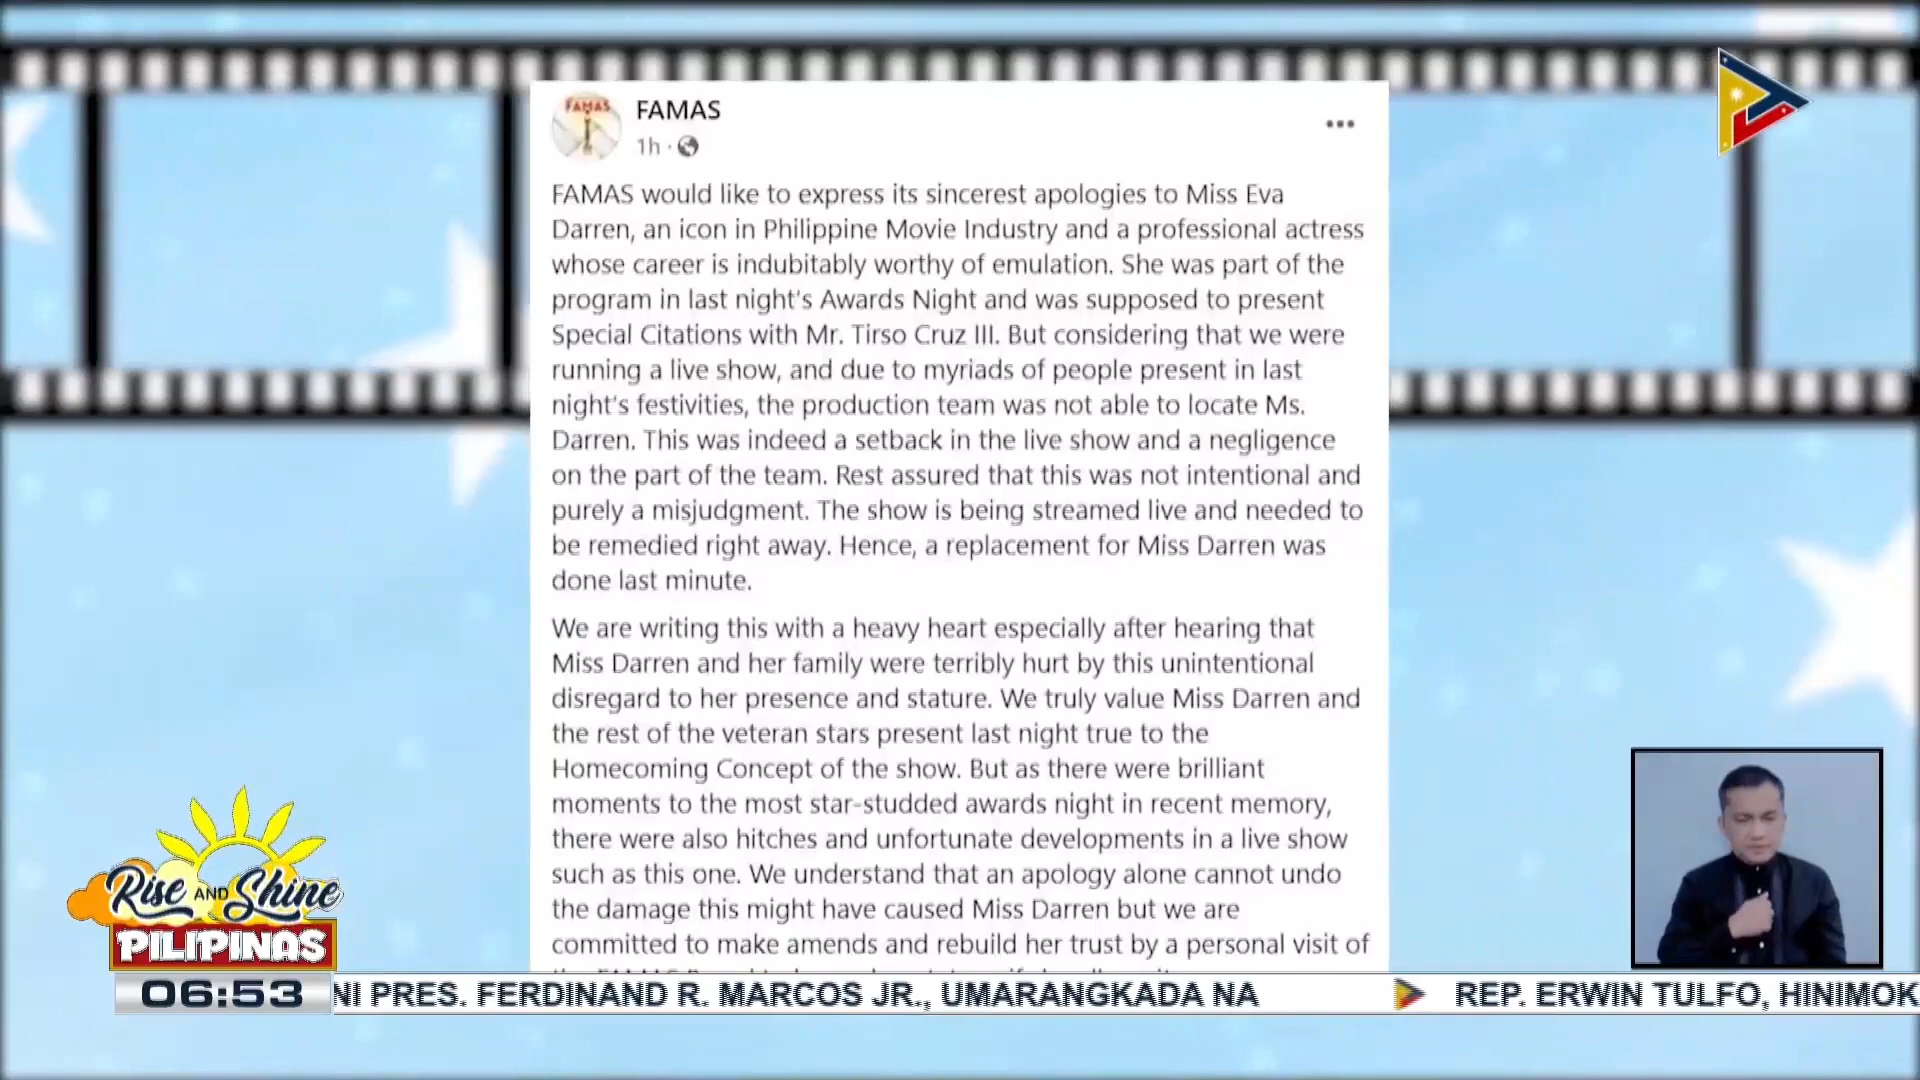 FAMAS
FAMAS
1h
FAMAS would like to express its sincerest apologies to Miss Eva
Darren, an icon in Philippine Movie Industry and a professional actress
whose career is indubitably worthy of emulation. She was part of the
program in last night's Awards Night and was supposed to present
Special Citations with Mr. Tirso Cruz III. But considering that we were
running a live show, and due to myriads of people present in last
night's festivities, the production team was not able to locate Ms.
Darren. This was indeed a setback in the live show and a negligence
on the part of the team. Rest assured that this was not intentional and
purely a misjudgment. The show is being streamed live and needed to
be remedied right away. Hence, a replacement for Miss Darren was
done last minute.
We are writing this with a heavy heart especially after hearing that
Miss Darren and her family were terribly hurt by this unintentional
disregard to her presence and stature. We truly value Miss Darren and
the rest of the veteran stars present last night true to the
Homecoming Concept of the show. But as there were brilliant
moments to the most star-studded awards night in recent memory,
there were also hitches and unfortunate developments in a live show
such as this one. We understand that an apology alone cannot undo
the damage this might have caused Miss Darren but we are
committed to make amends and rebuild her trust by a personal visit of
Rise AND Shine
PILIPINAS
06:53
NI PRES. FERDINAND R. MARCOS JR., UMARANGKADA NA
REP. ERWIN TULFO, HINIMOK